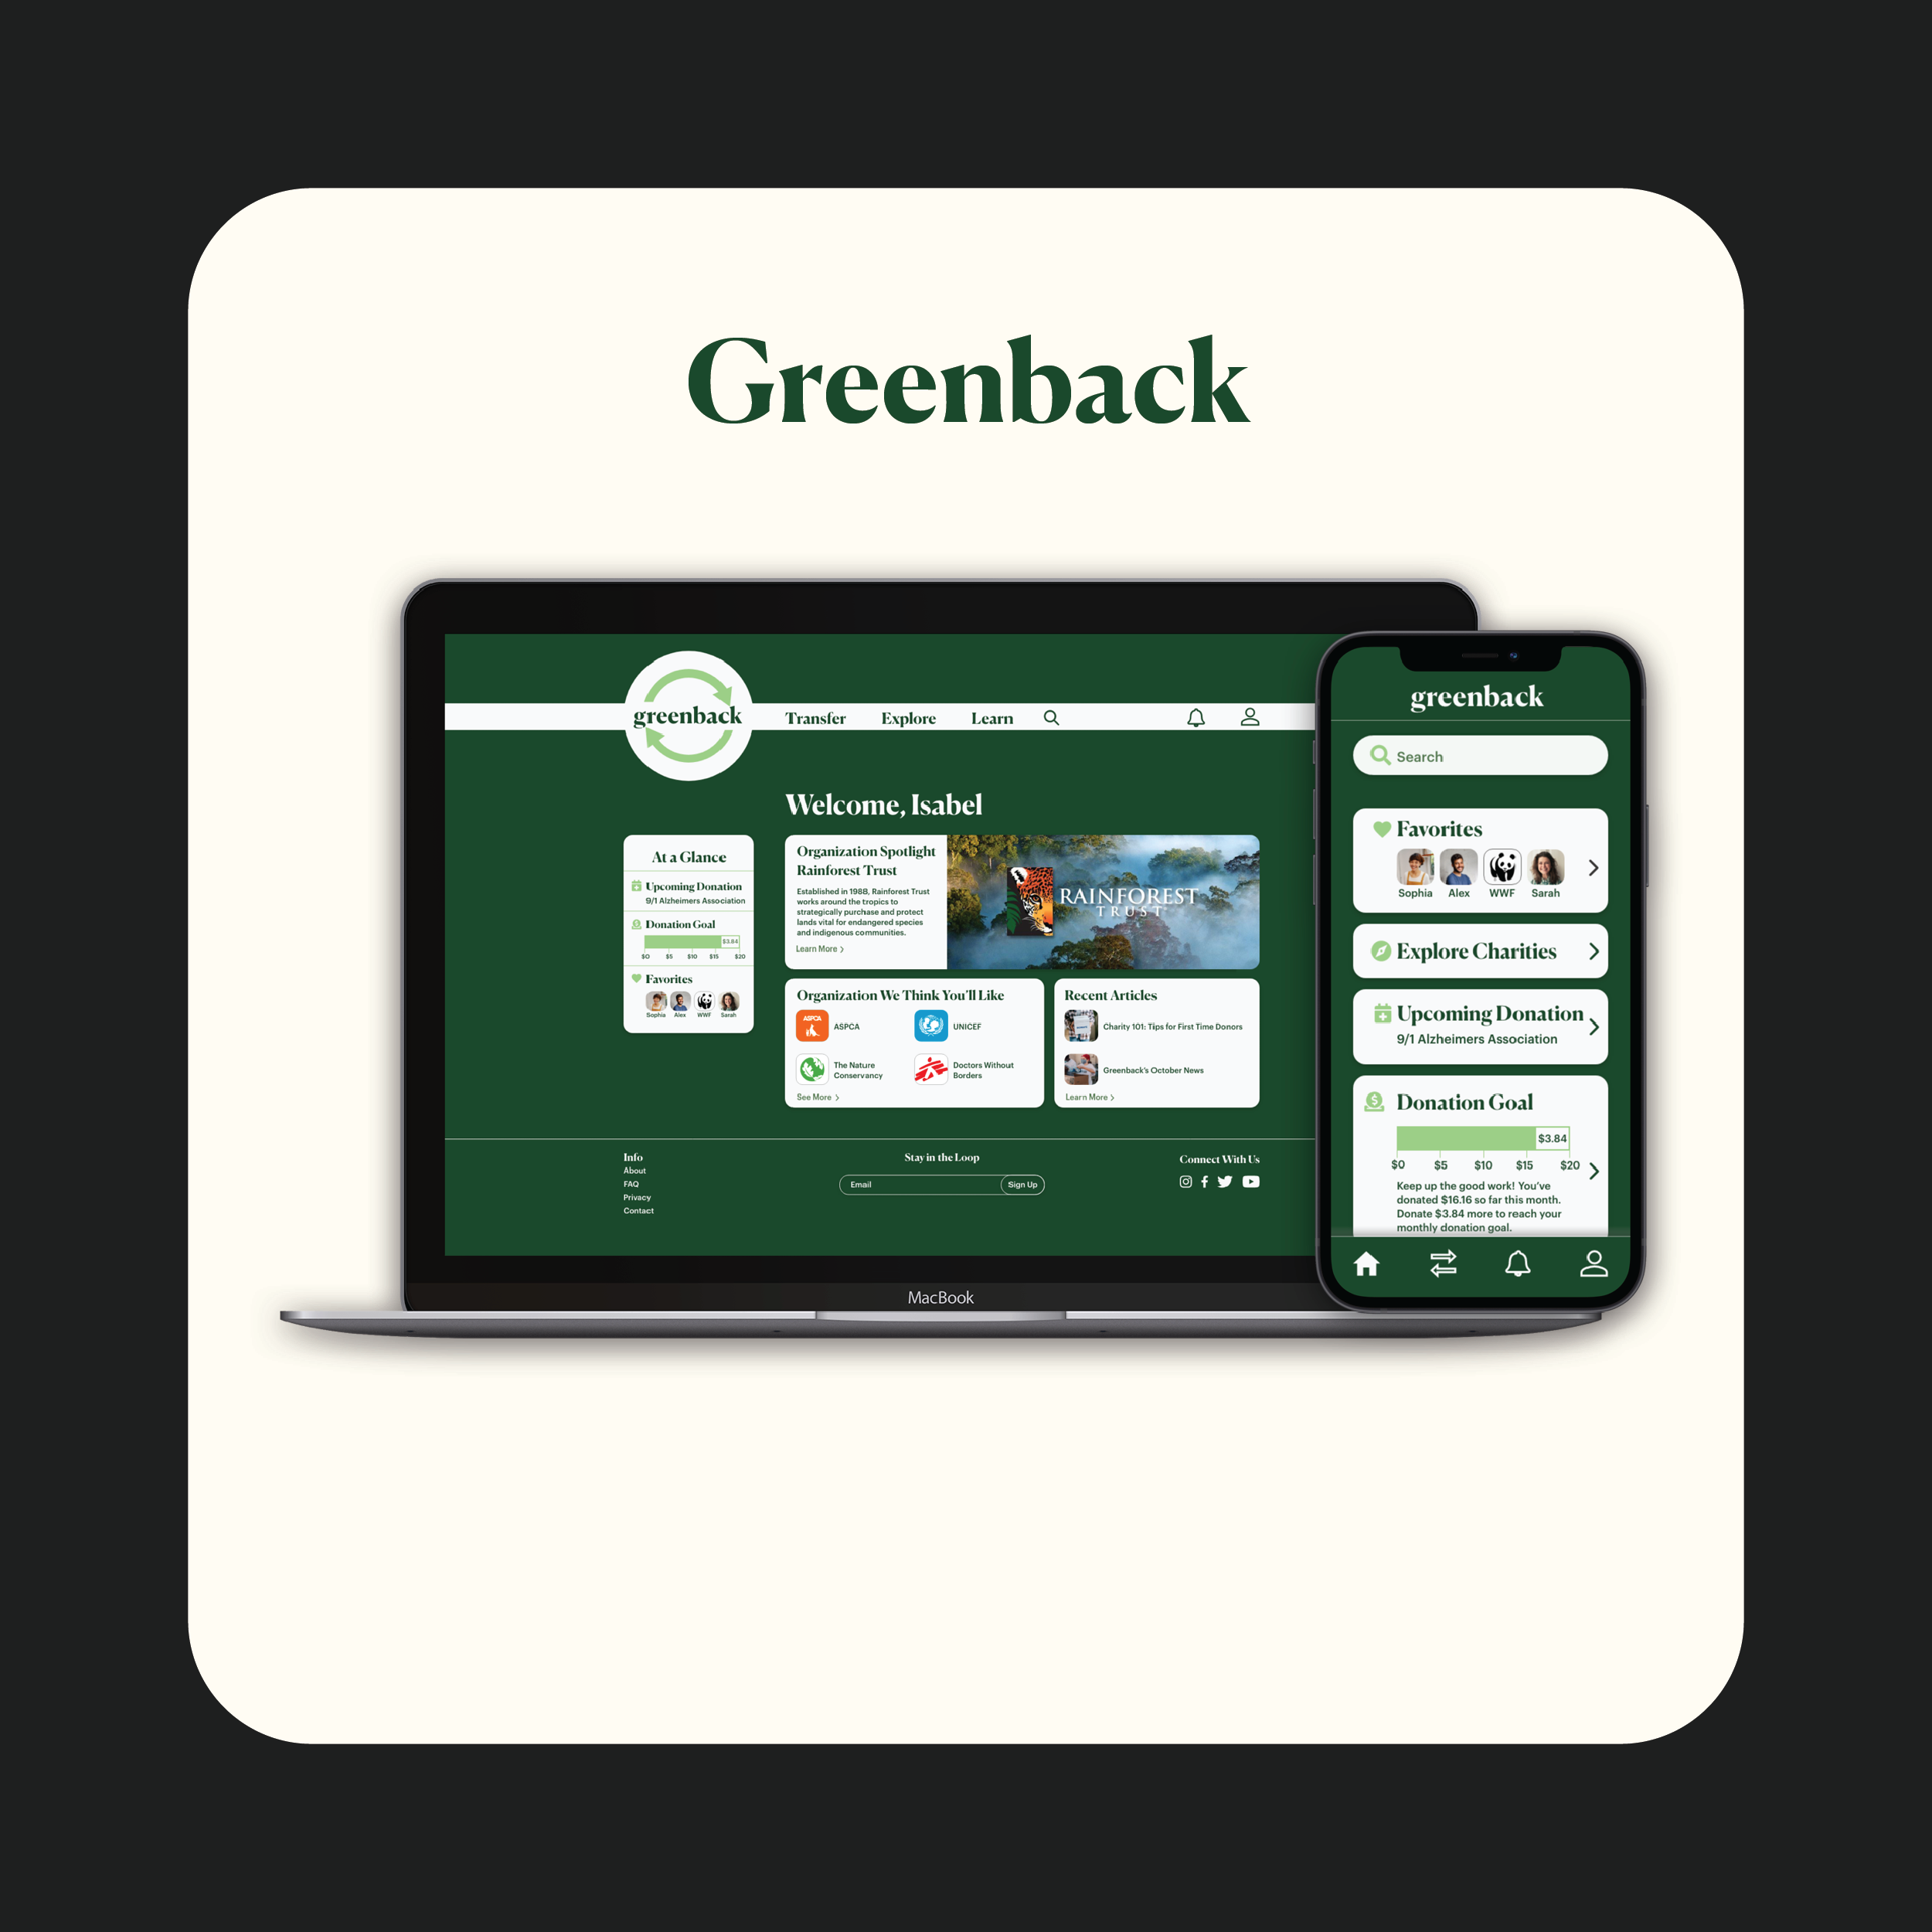 Greenback
greenback
Transfer
Explore
Learn
Welcome, Isabel
At a Glance
Upcoming Donation
9/1 Alzheimers Association
Donation Goal
$3.84
$0 $5 $10 $15 $20
Favorites
Sophia Alex WWF Sarah
Organization Spotlight
Rainforest Trust
Established in 1988, Rainforest Trust
works around the tropics to
strategically purchase and protect
lands vital for endangered species
and indigenous communities.
Learn More
RAINFOREST
TRUST
Organization We Think You'll Like
ASPCA
ASPCA
UNICEF
The Nature
Conservancy
Doctors Without
Borders
See More
Recent Articles
Charity 101: Tips for First Time Donors
Greenback's October News
Learn More
Info
About
FAQ
Privacy
Contact
Stay in the Loop
Email
Sign Up
Connect With Us
MacBook
greenback
Search
Favorites
Sophia Alex WWF Sarah
Explore Charities
Upcoming Donation
9/1 Alzheimers Association
Donation Goal
$3.84
$0 $5 $10 $15 $20
Keep up the good work! You've
donated $16.16 so far this month.
Donate $3.84 more to reach your
monthly donation goal.